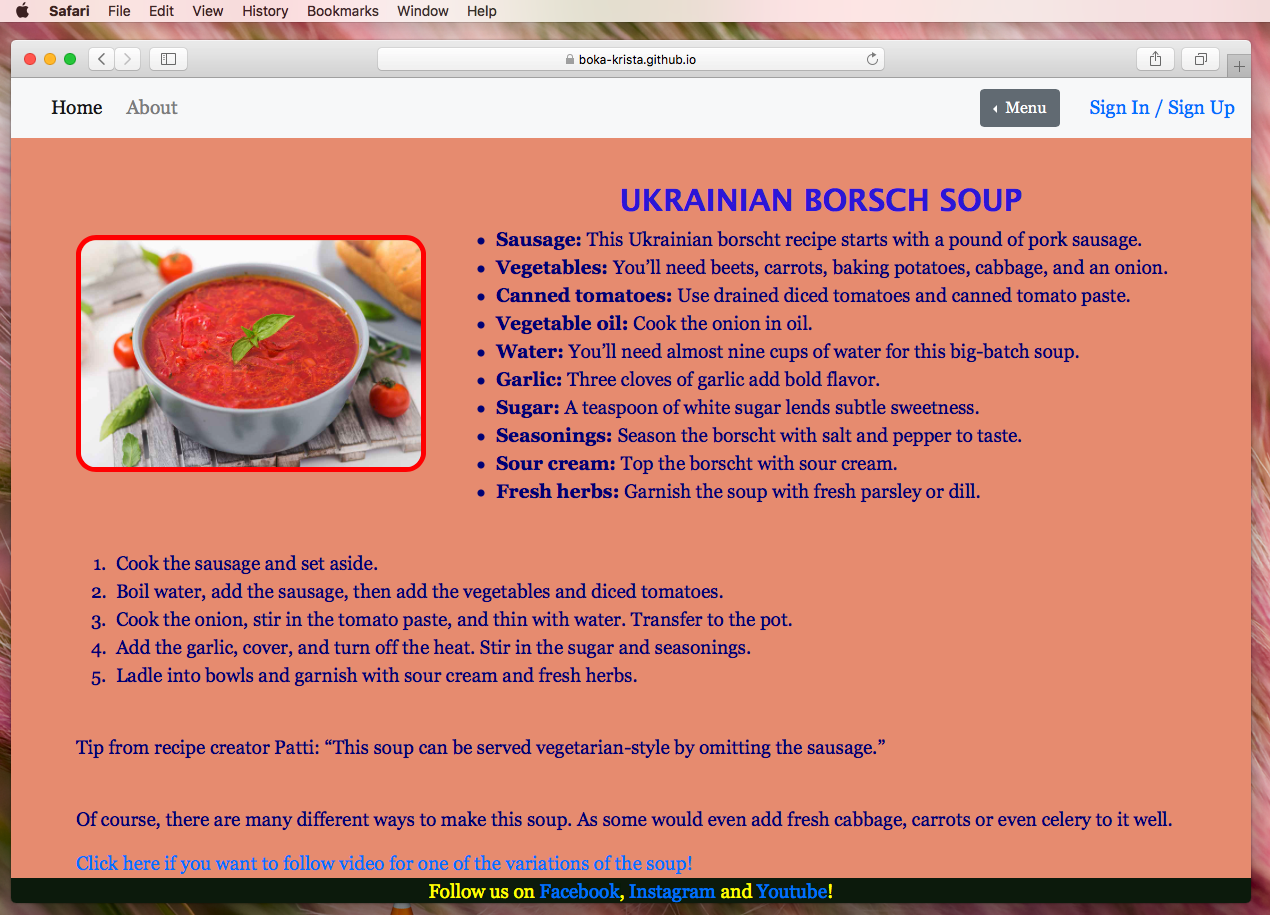 Safari File Edit View History Bookmarks Window Help
boka-krista.github.io
Home About Menu Sign In / Sign Up
UKRAINIAN BORSCH SOUP
Sausage: This Ukrainian borscht recipe starts with a pound of pork sausage.
Vegetables: You’ll need beets, carrots, baking potatoes, cabbage, and an onion.
Canned tomatoes: Use drained diced tomatoes and canned tomato paste.
Vegetable oil: Cook the onion in oil.
Water: You’ll need almost nine cups of water for this big-batch soup.
Garlic: Three cloves of garlic add bold flavor.
Sugar: A teaspoon of white sugar lends subtle sweetness.
Seasonings: Season the borscht with salt and pepper to taste.
Sour cream: Top the borscht with sour cream.
Fresh herbs: Garnish the soup with fresh parsley or dill.
1. Cook the sausage and set aside.
2. Boil water, add the sausage, then add the vegetables and diced tomatoes.
3. Cook the onion, stir in the tomato paste, and thin with water. Transfer to the pot.
4. Add the garlic, cover, and turn off the heat. Stir in the sugar and seasonings.
5. Ladle into bowls and garnish with sour cream and fresh herbs.
Tip from recipe creator Patti: “This soup can be served vegetarian-style by omitting the sausage.”
Of course, there are many different ways to make this soup. As some would even add fresh cabbage, carrots or even celery to it well.
Click here if you want to follow video for one of the variations of the soup!
Follow us on Facebook, Instagram and Youtube!